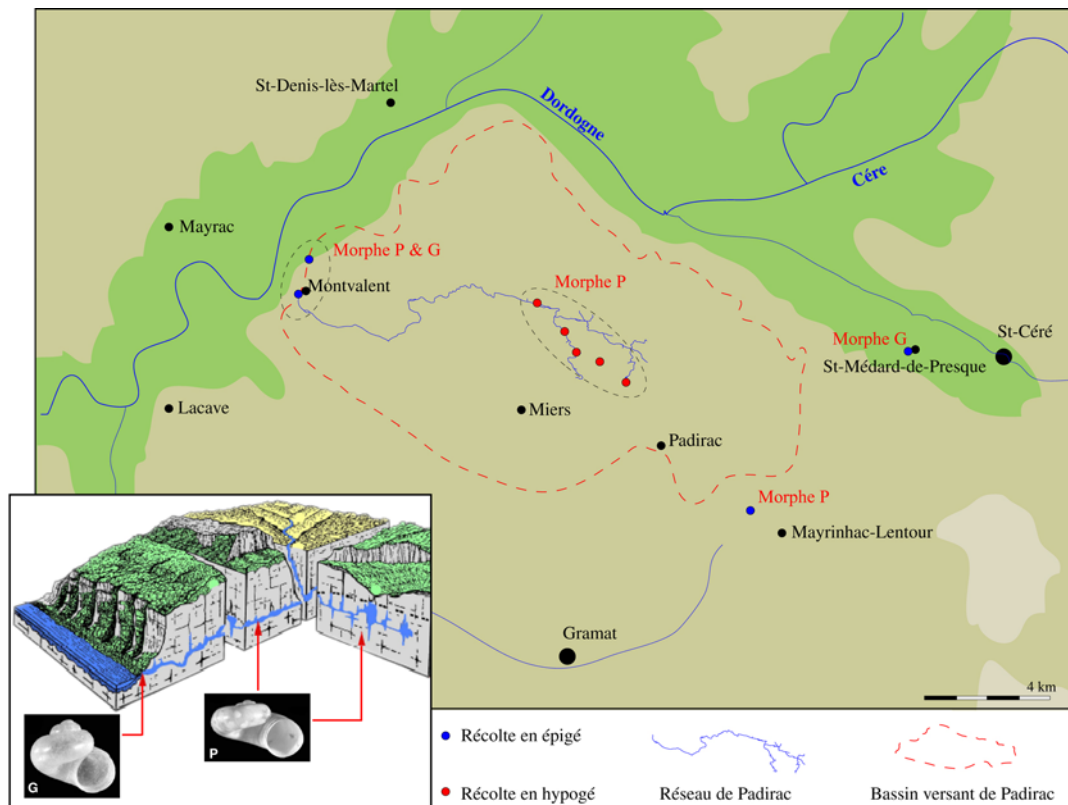 St-Denis-lès-Martel
Dordogne
Cére
Mayrac
Morphe P & G
Montvalent
Morphe P
Morphe G
St-Céré
St-Médard-de-Presque
Lacave
Miers
Padirac
Morphe P
Mayrinhac-Lentour
Gramat
4 km
G
P
Récolte en épigé
Récolte en hypogé
Réseau de Padirac
Bassin versant de Padirac